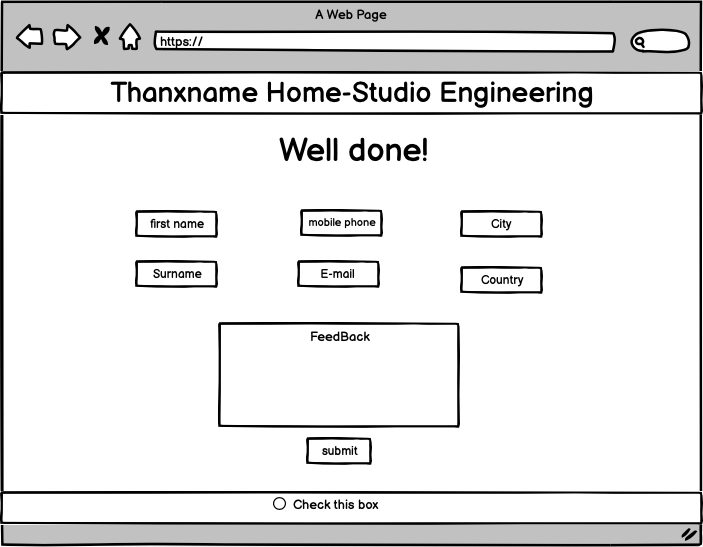 A Web Page
https://
Thanxname Home-Studio Engineering
Well done!
first name
mobile phone
City
Surname
E-mail
Country
FeedBack
submit
Check this box